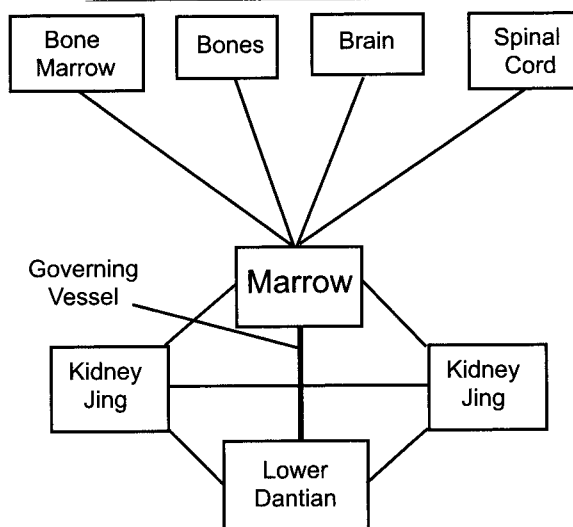 Bone
Marrow
Bones
Brain
Spinal
Cord
Governing
Vessel
Marrow
Kidney
Jing
Kidney
Jing
Lower
Dantian